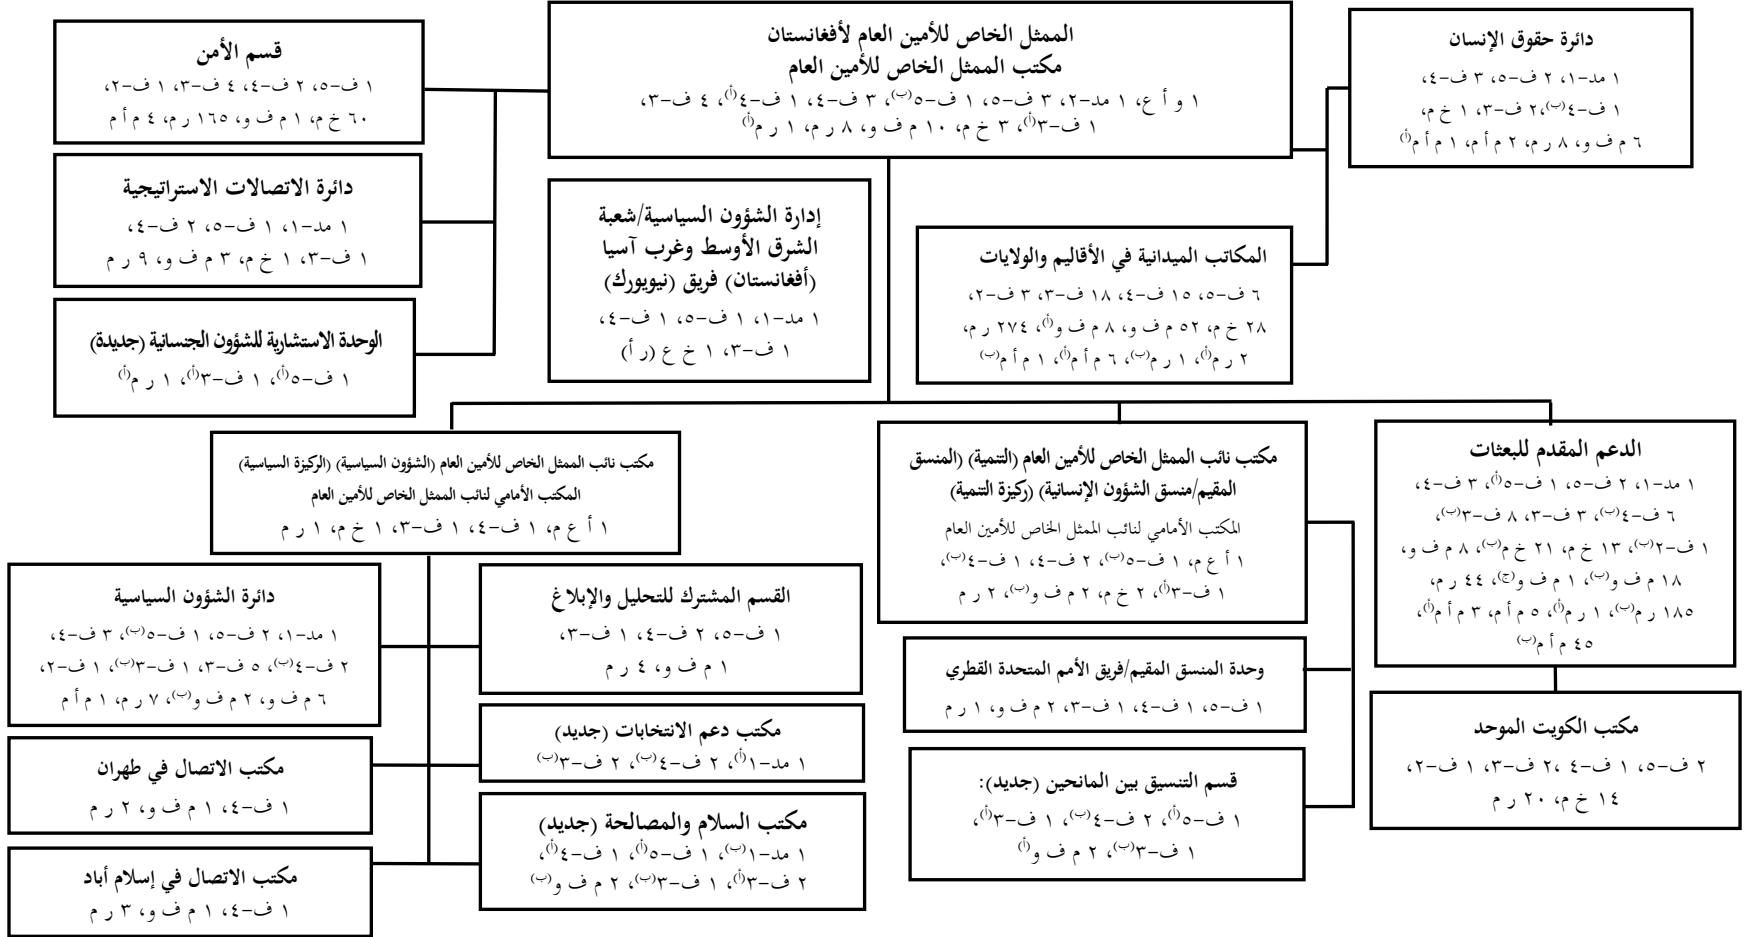 الممثل الخاص للأمين العام لأفغانستان
مكتب الممثل الخاص للأمين العام
١ و أ ع، ١ مد-٢، ٣ ف-٥، ١ ف-٥(ب)، ٣ ف-٤، ١ ف-٤(أ)، ٤ ف-٣،
١ ف-٣(أ)، ٣ خ م، ١٠ م ف و، ٨ ر م، ١ ر م(أ)
دائرة حقوق الإنسان
١ مد-١، ٢ ف-٥، ٣ ف-٤،
١ ف-٤(ب)،٢ ف-٣، ١ خ م،
٦ م ف و، ٨ ر م، ٢ م أ م، ١ م أ م(أ)
قسم الأمن
١ ف-٥، ٢ ف-٤، ٤ ف-٣، ١ ف-٢،
٦٠ خ م، ١ م ف و، ١٦٥ ر م، ٤ م أ م
دائرة الاتصالات الاستراتيجية
١ مد-١، ١ ف-٥، ٢ ف-٤،
١ ف-٣، ١ خ م، ٣ م ف و، ٩ ر م
الوحدة الاستشارية للشؤون الجنسانية (جديدة)
١ ف-٥(أ)، ١ ف-٣(أ)، ١ ر م(أ)
إدارة الشؤون السياسية/شعبة
الشرق الأوسط وغرب آسيا
(أفغانستان) فريق (نيويورك)
١ مد-١، ١ ف-٥، ١ ف-٤،
١ ف-٣، ١ خ ع (ر أ)
المكاتب الميدانية في الأقاليم والولايات
٦ ف-٥، ١٥ ف-٤، ١٨ ف-٣، ٣ ف-٢،
٢٨ خ م، ٥٢ م ف و، ٨ م ف و(أ)، ٢٧٤ ر م،
٢ ر م(أ)، ١ ر م(ب)، ٦ م أ م(أ)، ١ م أ م(ب)
الدعم المقدم للبعثات
١ مد-١، ٢ ف-٥، ١ ف-٥(أ)، ٣ ف-٤،
٦ ف-٤(ب)، ٣ ف-٣، ٨ ف-٣(ب)،
١ ف-٢(ب)، ١٣ خ م، ٢١ خ م(ب)، ٨ م ف و،
١٨ م ف و(ب)، ١ م ف و(ج)، ٤٤ ر م،
١٨٥ ر م(ب)، ١ ر م(أ)، ٥ م أ م، ٣ م أ م(أ)،
٤٥ م أ م(ب)
مكتب الكويت الموحد
٢ ف-٥، ١ ف-٤ ،٢ ف-٣، ١ ف-٢،
١٤ خ م، ٢٠ ر م
مكتب نائب الممثل الخاص للأمين العام (التنمية) (المنسق
المقيم/منسق الشؤون الإنسانية) (ركيزة التنمية)
المكتب الأمامي لنائب الممثل الخاص للأمين العام
١ أ ع م، ١ ف-٥(ب)، ٢ ف-٤، ١ ف-٤(ب)،
١ ف-٣(أ)، ٢ خ م، ٢ م ف و(ب)، ٢ ر م
وحدة المنسق المقيم/فريق الأمم المتحدة القطري
١ ف-٥، ١ ف-٤، ١ ف-٣، ٢ م ف و، ١ ر م
قسم التنسيق بين المانحين (جديد):
١ ف-٥(أ)، ٢ ف-٤(ب)، ١ ف-٣(أ)،
١ ف-٣(ب)، ٢ م ف و(أ)
مكتب نائب الممثل الخاص للأمين العام (الشؤون السياسية) (الركيزة السياسية)
المكتب الأمامي لنائب الممثل الخاص للأمين العام
١ أ ع م، ١ ف-٤، ١ ف-٣، ١ خ م، ١ ر م
القسم المشترك للتحليل والإبلاغ
١ ف-٥، ٢ ف-٤، ١ ف-٣،
١ م ف و، ٤ ر م
مكتب دعم الانتخابات (جديد)
١ مد-١(أ)، ٢ ف-٤(ب)، ٢ ف-٣(ب)
مكتب السلام والمصالحة (جديد)
١ مد-١(ب)، ١ ف-٥(أ)، ١ ف-٤(أ)،
٢ ف-٣(أ)، ١ ف-٣(ب)، ٢ م ف و(ب)
دائرة الشؤون السياسية
١ مد-١، ٢ ف-٥، ١ ف-٥(ب)، ٣ ف-٤،
٢ ف-٤(ب)، ٥ ف-٣، ١ ف-٣(ب)، ١ ف-٢،
٦ م ف و، ٢ م ف و(ب)، ٧ ر م، ١ م أ م
مكتب الاتصال في طهران
١ ف-٤، ١ م ف و، ٢ ر م
مكتب الاتصال في إسلام أباد
١ ف-٤، ١ م ف و، ٣ ر م